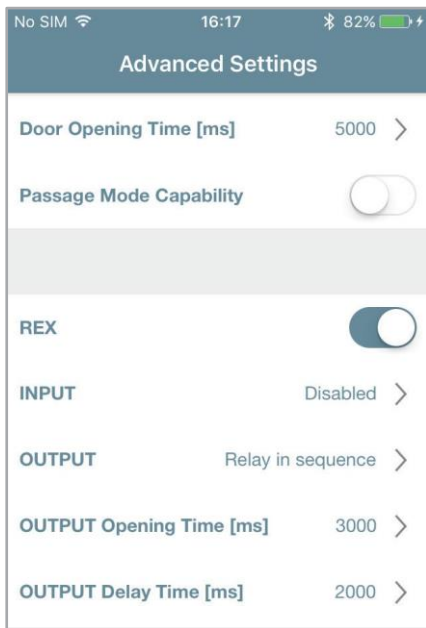 No SIM 16:17 82%
Advanced Settings
Door Opening Time [ms] 5000
Passage Mode Capability
REX
INPUT Disabled
OUTPUT Relay in sequence
OUTPUT Opening Time [ms] 3000
OUTPUT Delay Time [ms] 2000